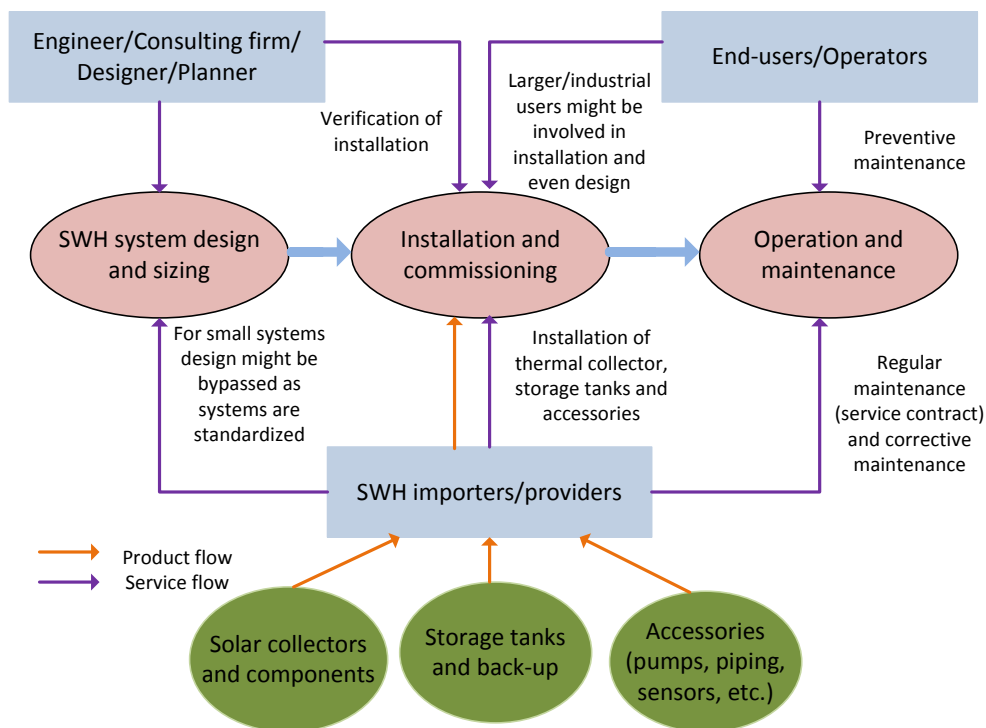 Engineer/Consulting firm/
Designer/Planner
End-users/Operators
Verification of
installation
Larger/industrial
users might be
involved in
installation and
even design
Preventive
maintenance
SWH system design
and sizing
Installation and
commissioning
Operation and
maintenance
For small systems
design might be
bypassed as
systems are
standardized
Installation of
thermal collector,
storage tanks and
accessories
Regular
maintenance
(service contract)
and corrective
maintenance
SWH importers/providers
Product flow
Service flow
Solar collectors
and components
Storage tanks
and back-up
Accessories
(pumps, piping,
sensors, etc.)